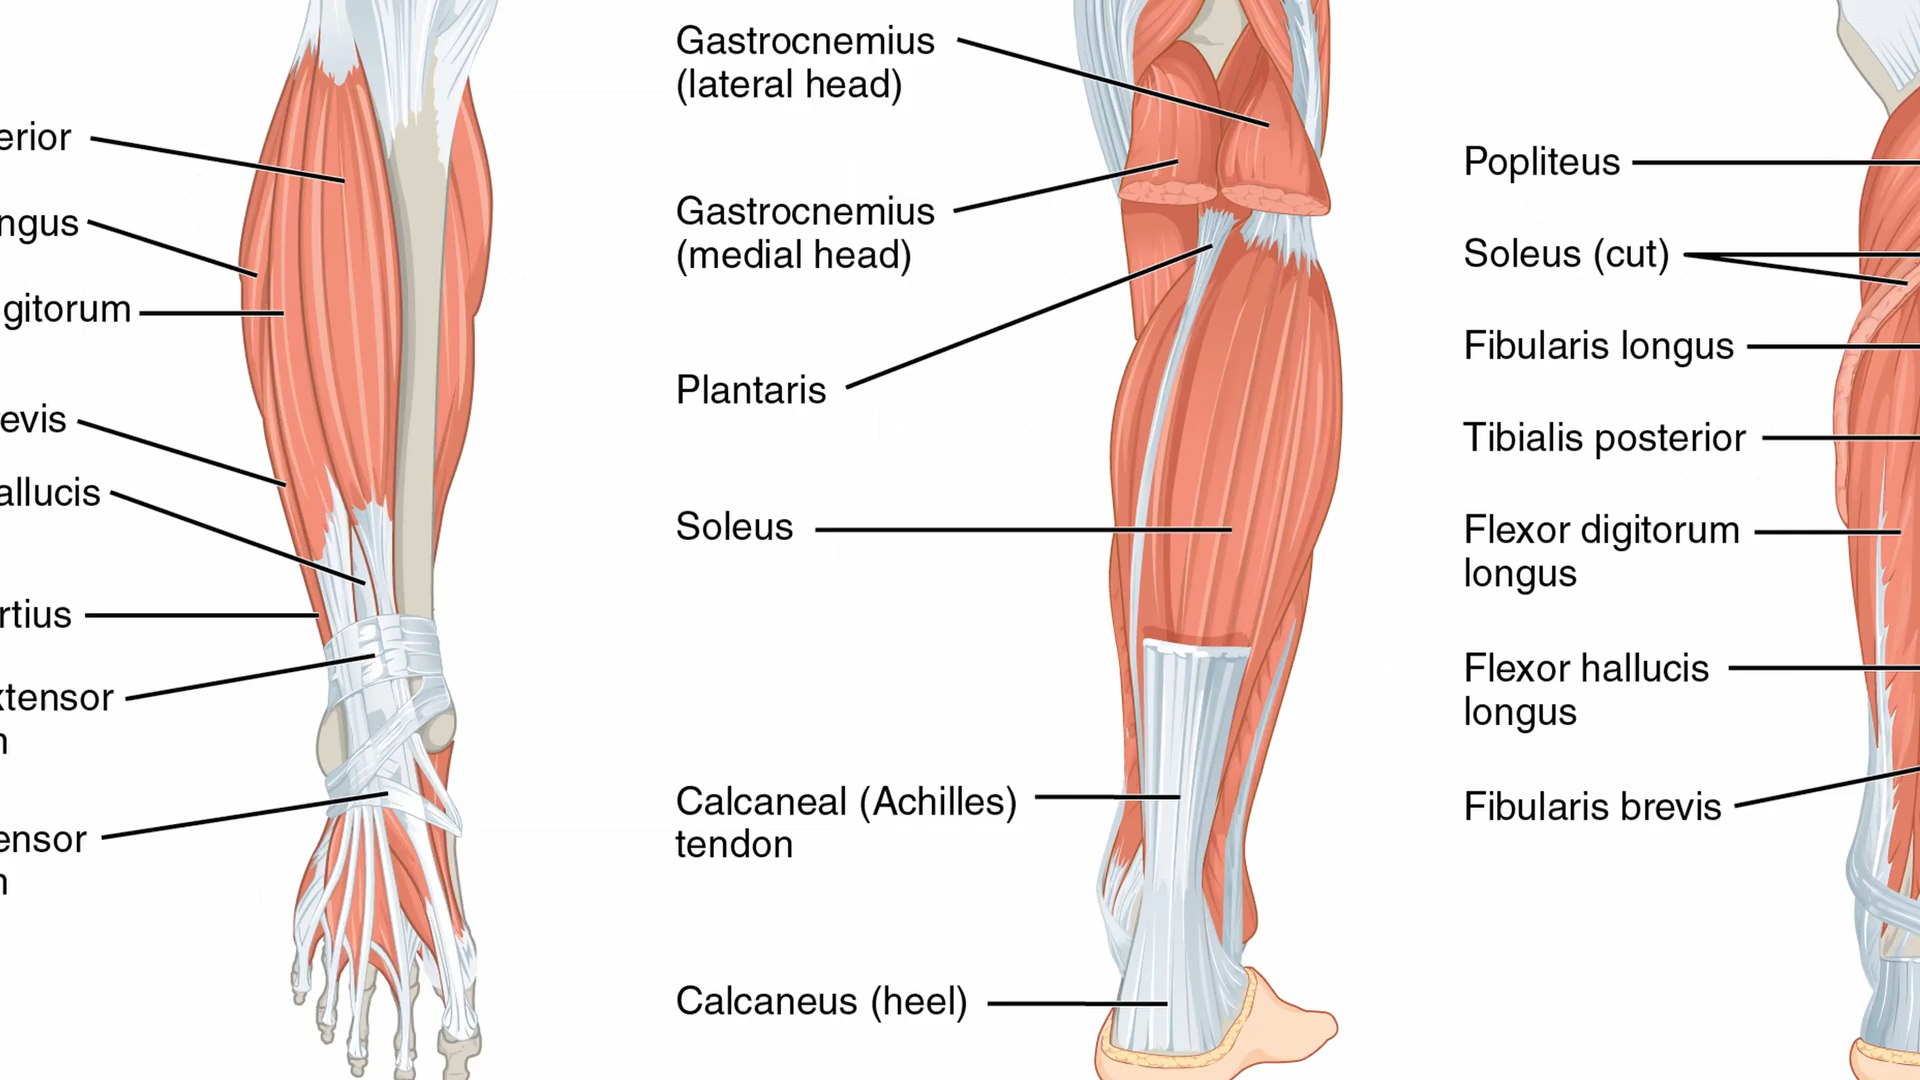 erior
ngus
gitorum
evis
allucis
rtius
xtensor
n
ensor
n
Gastrocnemius
(lateral head)
Gastrocnemius
(medial head)
Plantaris
Soleus
Calcaneal (Achilles)
tendon
Calcaneus (heel)
Popliteus
Soleus (cut)
Fibularis longus
Tibialis posterior
Flexor digitorum
longus
Flexor hallucis
longus
Fibularis brevis